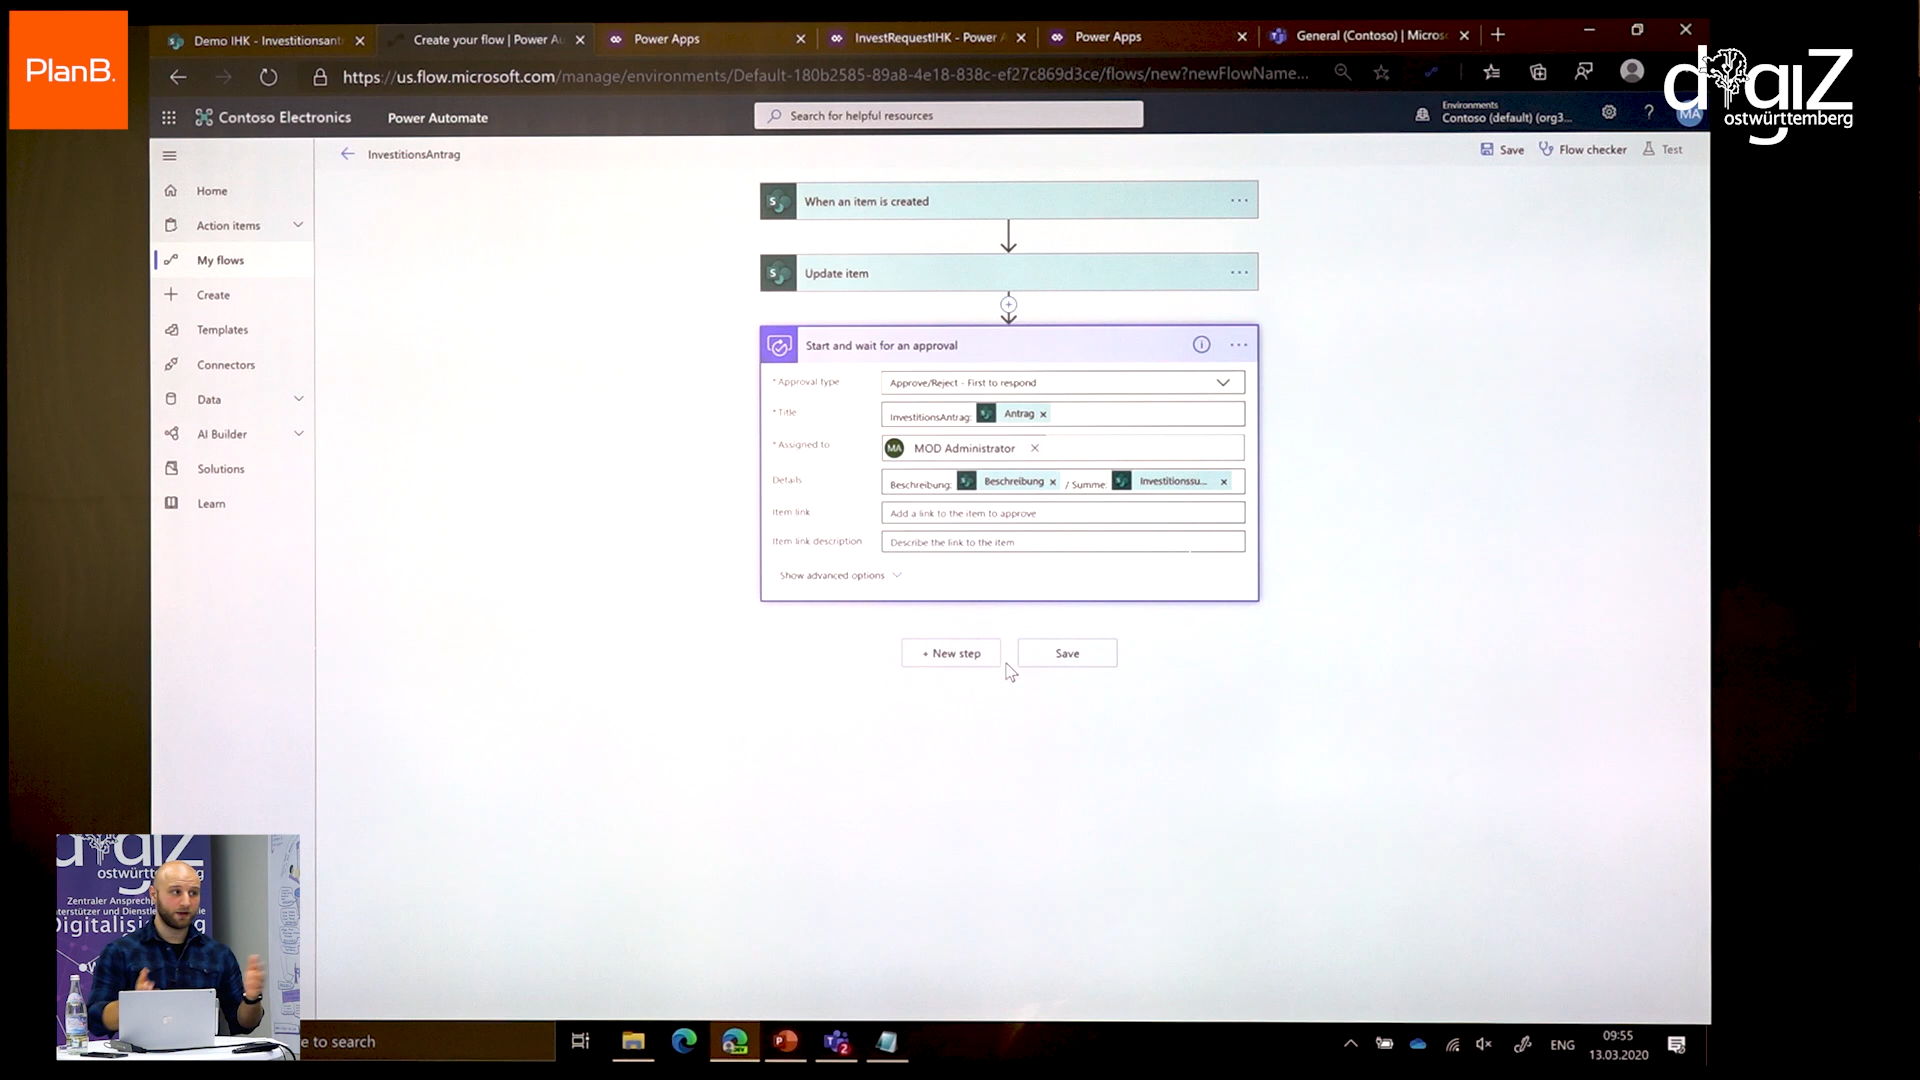 PlanB.
digiZ
ostwürttemberg
Demo IHK - Investitionsant
Create your flow | Power Au
Power Apps
InvestRequestIHK - Power A
Power Apps
General (Contoso) | Micros
https://us.flow.microsoft.com/manage/environments/Default-180b2585-89a8-4e18-838c-ef27c869d3ce/flows/new?newFlowName...
Contoso Electronics
Power Automate
Search for helpful resources
Environments
Contoso (default) (org3...
?
MA
InvestitionsAntrag
Save
Flow checker
Test
Home
Action items
My flows
Create
Templates
Connectors
Data
AI Builder
Solutions
Learn
S
When an item is created
...
S
Update item
...
Start and wait for an approval
...
* Approval type
Approve/Reject - First to respond
* Title
InvestitionsAntrag: Antrag x
* Assigned to
MA MOD Administrator
Details
Beschreibung: Beschreibung x / Summe: Investitionssu... x
Item link
Add a link to the item to approve
Item link description
Describe the link to the item
Show advanced options
+ New step
Save
digiZ
ostwürttemberg
Zentraler Ansprech
Digitalisi
e to search
DEV
P
2
ENG
09:55
13.03.2020